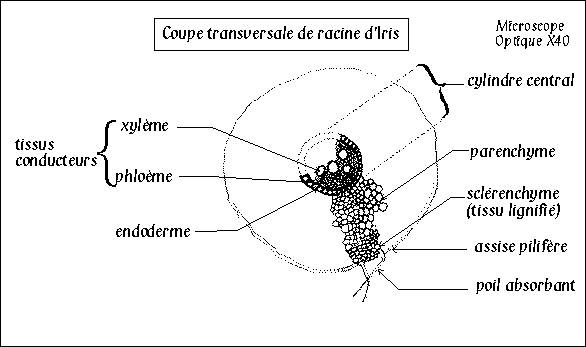 Coupe transversale de racine d'Iris
Microscope
Optique X40
cylindre central
xylème
tissus
conducteurs
phloème
endoderme
parenchyme
sclérenchyme
(tissu lignifié)
assise pilifère
poil absorbant